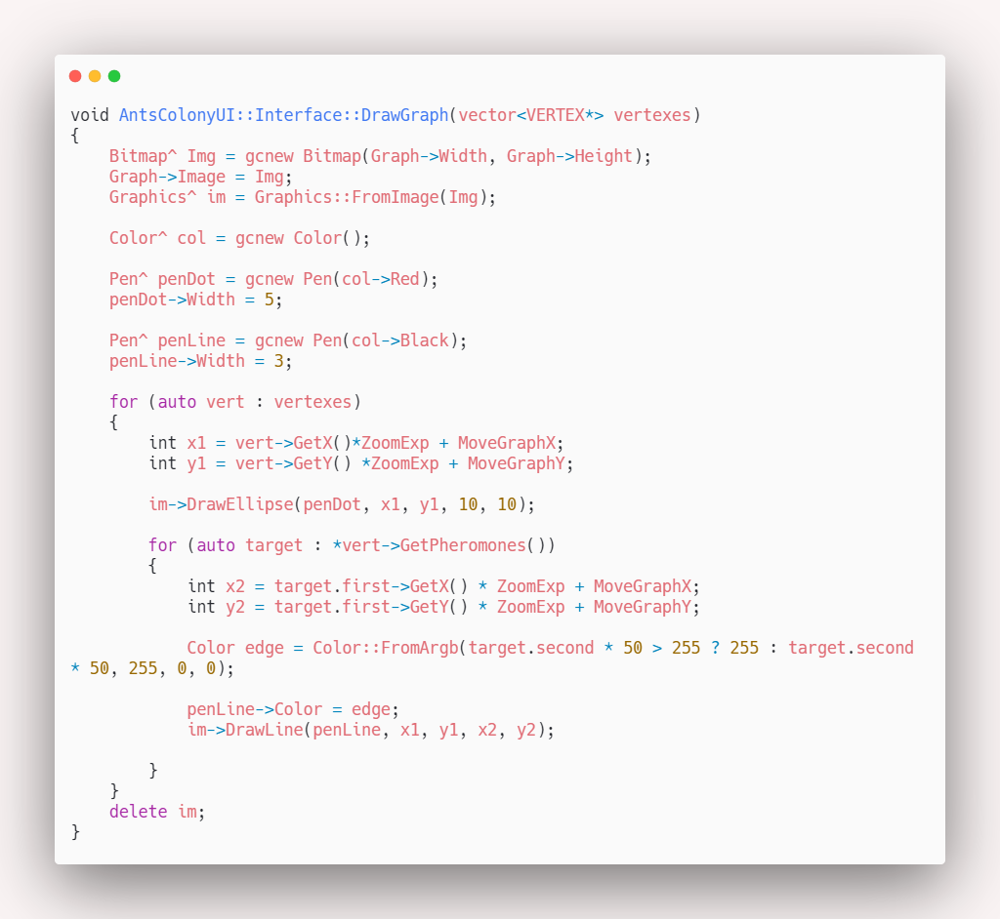 void AntsColonyUI::Interface::DrawGraph(vector<VERTEX*> vertexes)
{
    Bitmap^ Img = gcnew Bitmap(Graph->Width, Graph->Height);
    Graph->Image = Img;
    Graphics^ im = Graphics::FromImage(Img);

    Color^ col = gcnew Color();

    Pen^ penDot = gcnew Pen(col->Red);
    penDot->Width = 5;

    Pen^ penLine = gcnew Pen(col->Black);
    penLine->Width = 3;

    for (auto vert : vertexes)
    {
        int x1 = vert->GetX()*ZoomExp + MoveGraphX;
        int y1 = vert->GetY() *ZoomExp + MoveGraphY;

        im->DrawEllipse(penDot, x1, y1, 10, 10);

        for (auto target : *vert->GetPheromones())
        {
            int x2 = target.first->GetX() * ZoomExp + MoveGraphX;
            int y2 = target.first->GetY() * ZoomExp + MoveGraphY;

            Color edge = Color::FromArgb(target.second * 50 > 255 ? 255 : target.second
* 50, 255, 0, 0);

            penLine->Color = edge;
            im->DrawLine(penLine, x1, y1, x2, y2);

        }
    }
    delete im;
}